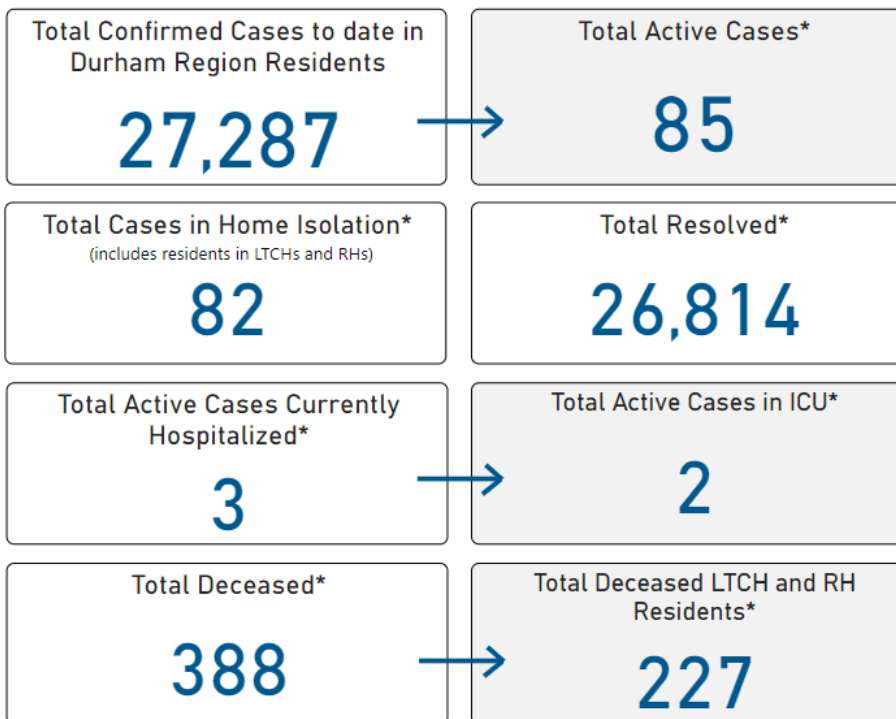 Total Confirmed Cases to date in
Durham Region Residents
27,287
Total Active Cases*
85
Total Cases in Home Isolation*
(includes residents in LTCHs and RHs)
82
Total Resolved*
26,814
Total Active Cases Currently
Hospitalized*
3
Total Active Cases in ICU*
2
Total Deceased*
388
Total Deceased LTCH and RH
Residents*
227